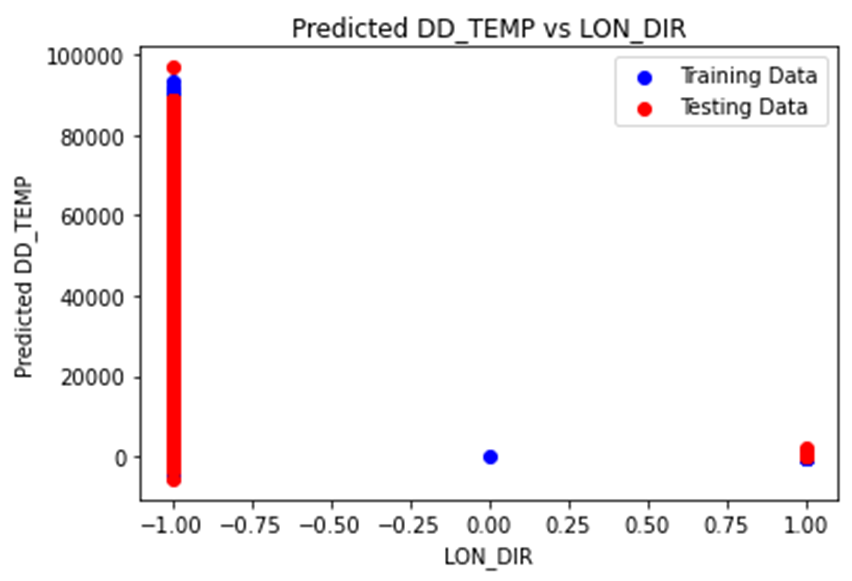 Predicted DD_TEMP vs LON_DIR
100000
80000
60000
40000
20000
0
Predicted DD_TEMP
Training Data
Testing Data
−1.00 −0.75 −0.50 −0.25 0.00 0.25 0.50 0.75 1.00
LON_DIR